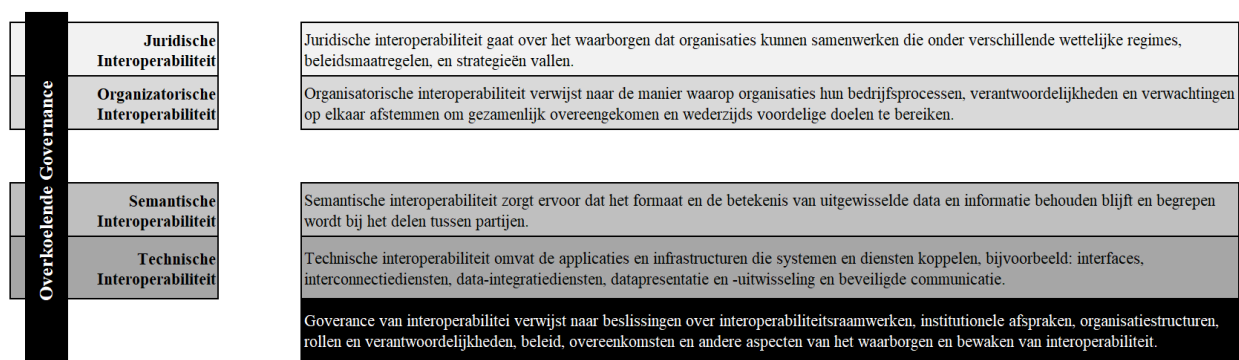 Overkoelende Governance
Juridische
Interoperabiliteit
Juridische interoperabiliteit gaat over het waarborgen dat organisaties kunnen samenwerken die onder verschillende wettelijke regimes,
beleidsmaatregelen, en strategieën vallen.
Organizatorische
Interoperabiliteit
Organisatorische interoperabiliteit verwijst naar de manier waarop organisaties hun bedrijfsprocessen, verantwoordelijkheden en verwachtingen
op elkaar afstemmen om gezamenlijk overeengekomen en wederzijds voordelige doelen te bereiken.
Semantische
Interoperabiliteit
Semantische interoperabiliteit zorgt ervoor dat het formaat en de betekenis van uitgewisselde data en informatie behouden blijft en begrepen
wordt bij het delen tussen partijen.
Technische
Interoperabiliteit
Technische interoperabiliteit omvat de applicaties en infrastructuren die systemen en diensten koppelen, bijvoorbeeld: interfaces,
interconnectiediensten, data-integratiediensten, datapresentatie en -uitwisseling en beveiligde communicatie.
Goverance van interoperabilitei verwijst naar beslissingen over interoperabiliteitsraamwerken, institutionele afspraken, organisatiestructuren,
rollen en verantwoordelijkheden, beleid, overeenkomsten en andere aspecten van het waarborgen en bewaken van interoperabiliteit.